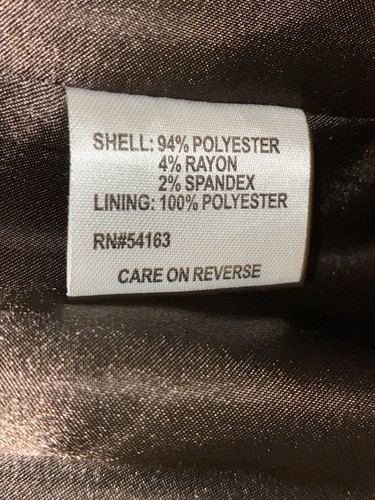 SHELL: 94% POLYESTER
4% RAYON
2% SPANDEX
LINING: 100% POLYESTER
RN#54163
CARE ON REVERSE